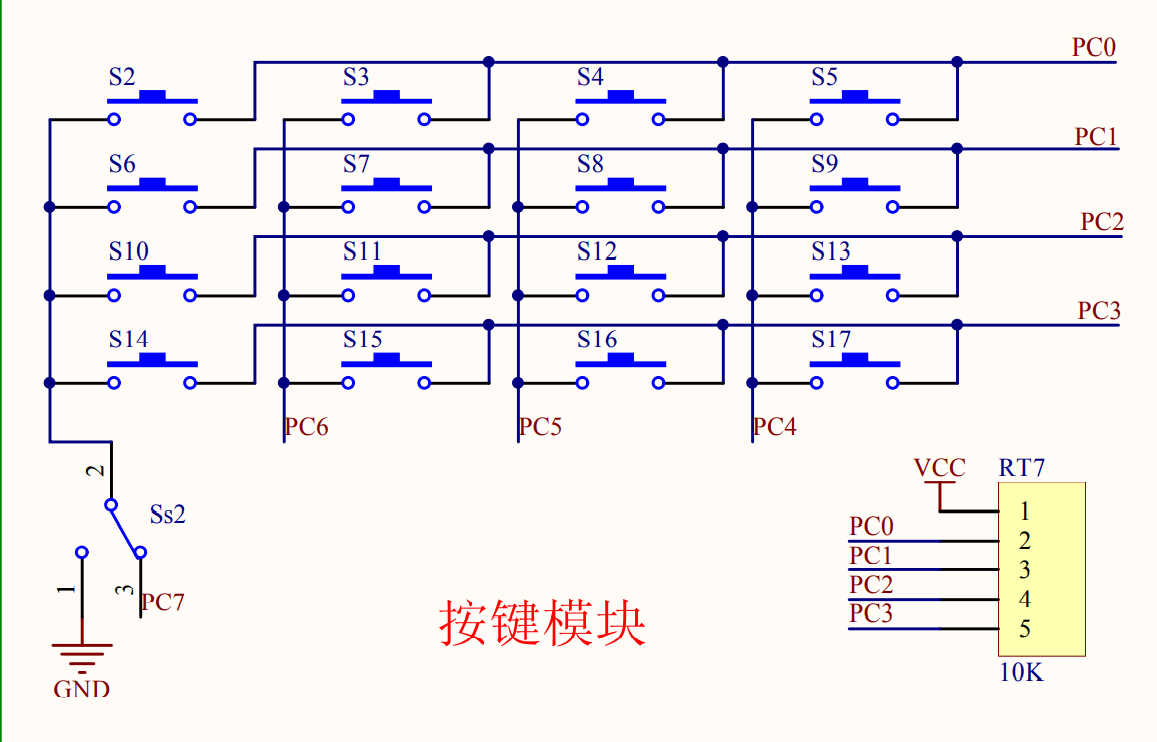 PC0
S2 S3 S4 S5
PC1
S6 S7 S8 S9
PC2
S10 S11 S12 S13
PC3
S14 S15 S16 S17
PC6 PC5 PC4
2
Ss2
1 3 PC7
GND
按键模块
VCC RT7
1
PC0 2
PC1 3
PC2 4
PC3 5
10K